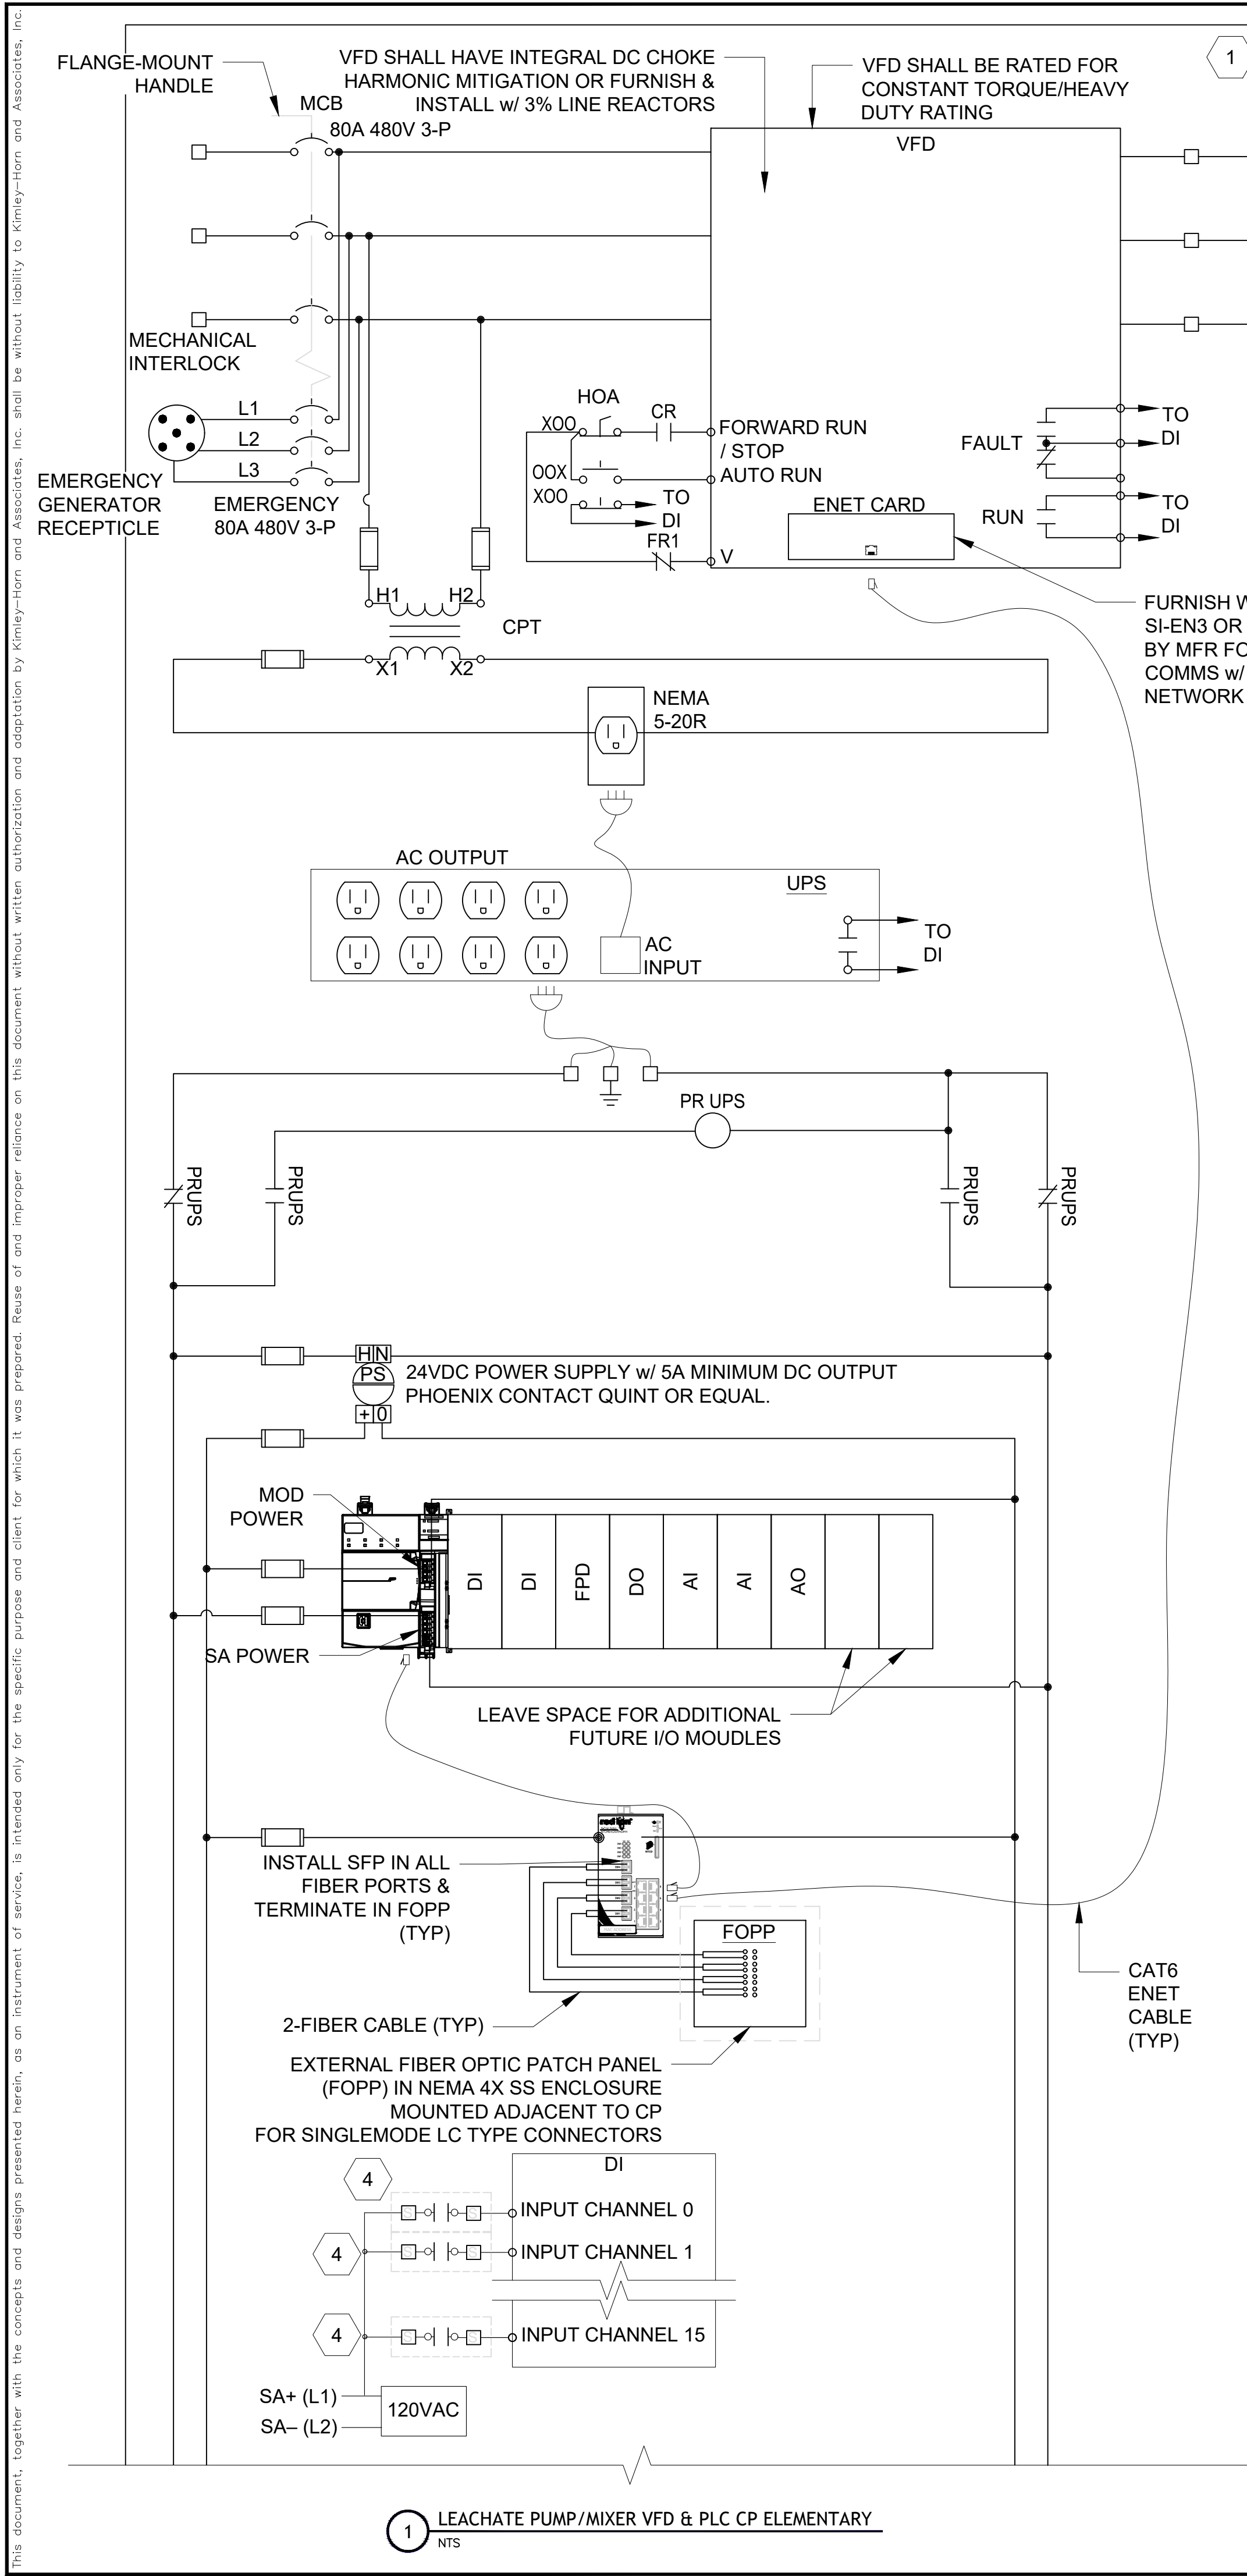 This document, together with the concepts and designs presented herein, as an instrument of service, is intended only for the specific purpose and client for which it was prepared. Reuse of and improper reliance on this document without written authorization and adaptation by Kimley-Horn and Associates, Inc. shall be without liability to Kimley-Horn and Associates, Inc.
FLANGE-MOUNT
HANDLE
MCB
80A 480V 3-P
VFD SHALL HAVE INTEGRAL DC CHOKE
HARMONIC MITIGATION OR FURNISH &
INSTALL w/ 3% LINE REACTORS
VFD SHALL BE RATED FOR
CONSTANT TORQUE/HEAVY
DUTY RATING
1
VFD
MECHANICAL
INTERLOCK
L1
L2
L3
EMERGENCY
GENERATOR
RECEPTICLE
EMERGENCY
80A 480V 3-P
HOA
XOO
CR
OOX
XOO
TO
DI
FR1
FORWARD RUN
/ STOP
AUTO RUN
V
ENET CARD
FAULT
TO
DI
RUN
TO
DI
FURNISH W
SI-EN3 OR
BY MFR FO
COMMS w/
NETWORK
H1
H2
CPT
X1
X2
NEMA
5-20R
AC OUTPUT
UPS
AC
INPUT
TO
DI
PR UPS
PRUPS
PRUPS
PRUPS
PRUPS
H N
PS
+ 0
24VDC POWER SUPPLY w/ 5A MINIMUM DC OUTPUT
PHOENIX CONTACT QUINT OR EQUAL.
MOD
POWER
DI
DI
FPD
DO
AI
AI
AO
SA POWER
LEAVE SPACE FOR ADDITIONAL
FUTURE I/O MOUDLES
INSTALL SFP IN ALL
FIBER PORTS &
TERMINATE IN FOPP
(TYP)
FOPP
2-FIBER CABLE (TYP)
CAT6
ENET
CABLE
(TYP)
EXTERNAL FIBER OPTIC PATCH PANEL
(FOPP) IN NEMA 4X SS ENCLOSURE
MOUNTED ADJACENT TO CP
FOR SINGLEMODE LC TYPE CONNECTORS
DI
4
INPUT CHANNEL 0
4
INPUT CHANNEL 1
4
INPUT CHANNEL 15
SA+ (L1)
SA– (L2)
120VAC
1
LEACHATE PUMP/MIXER VFD & PLC CP ELEMENTARY
NTS